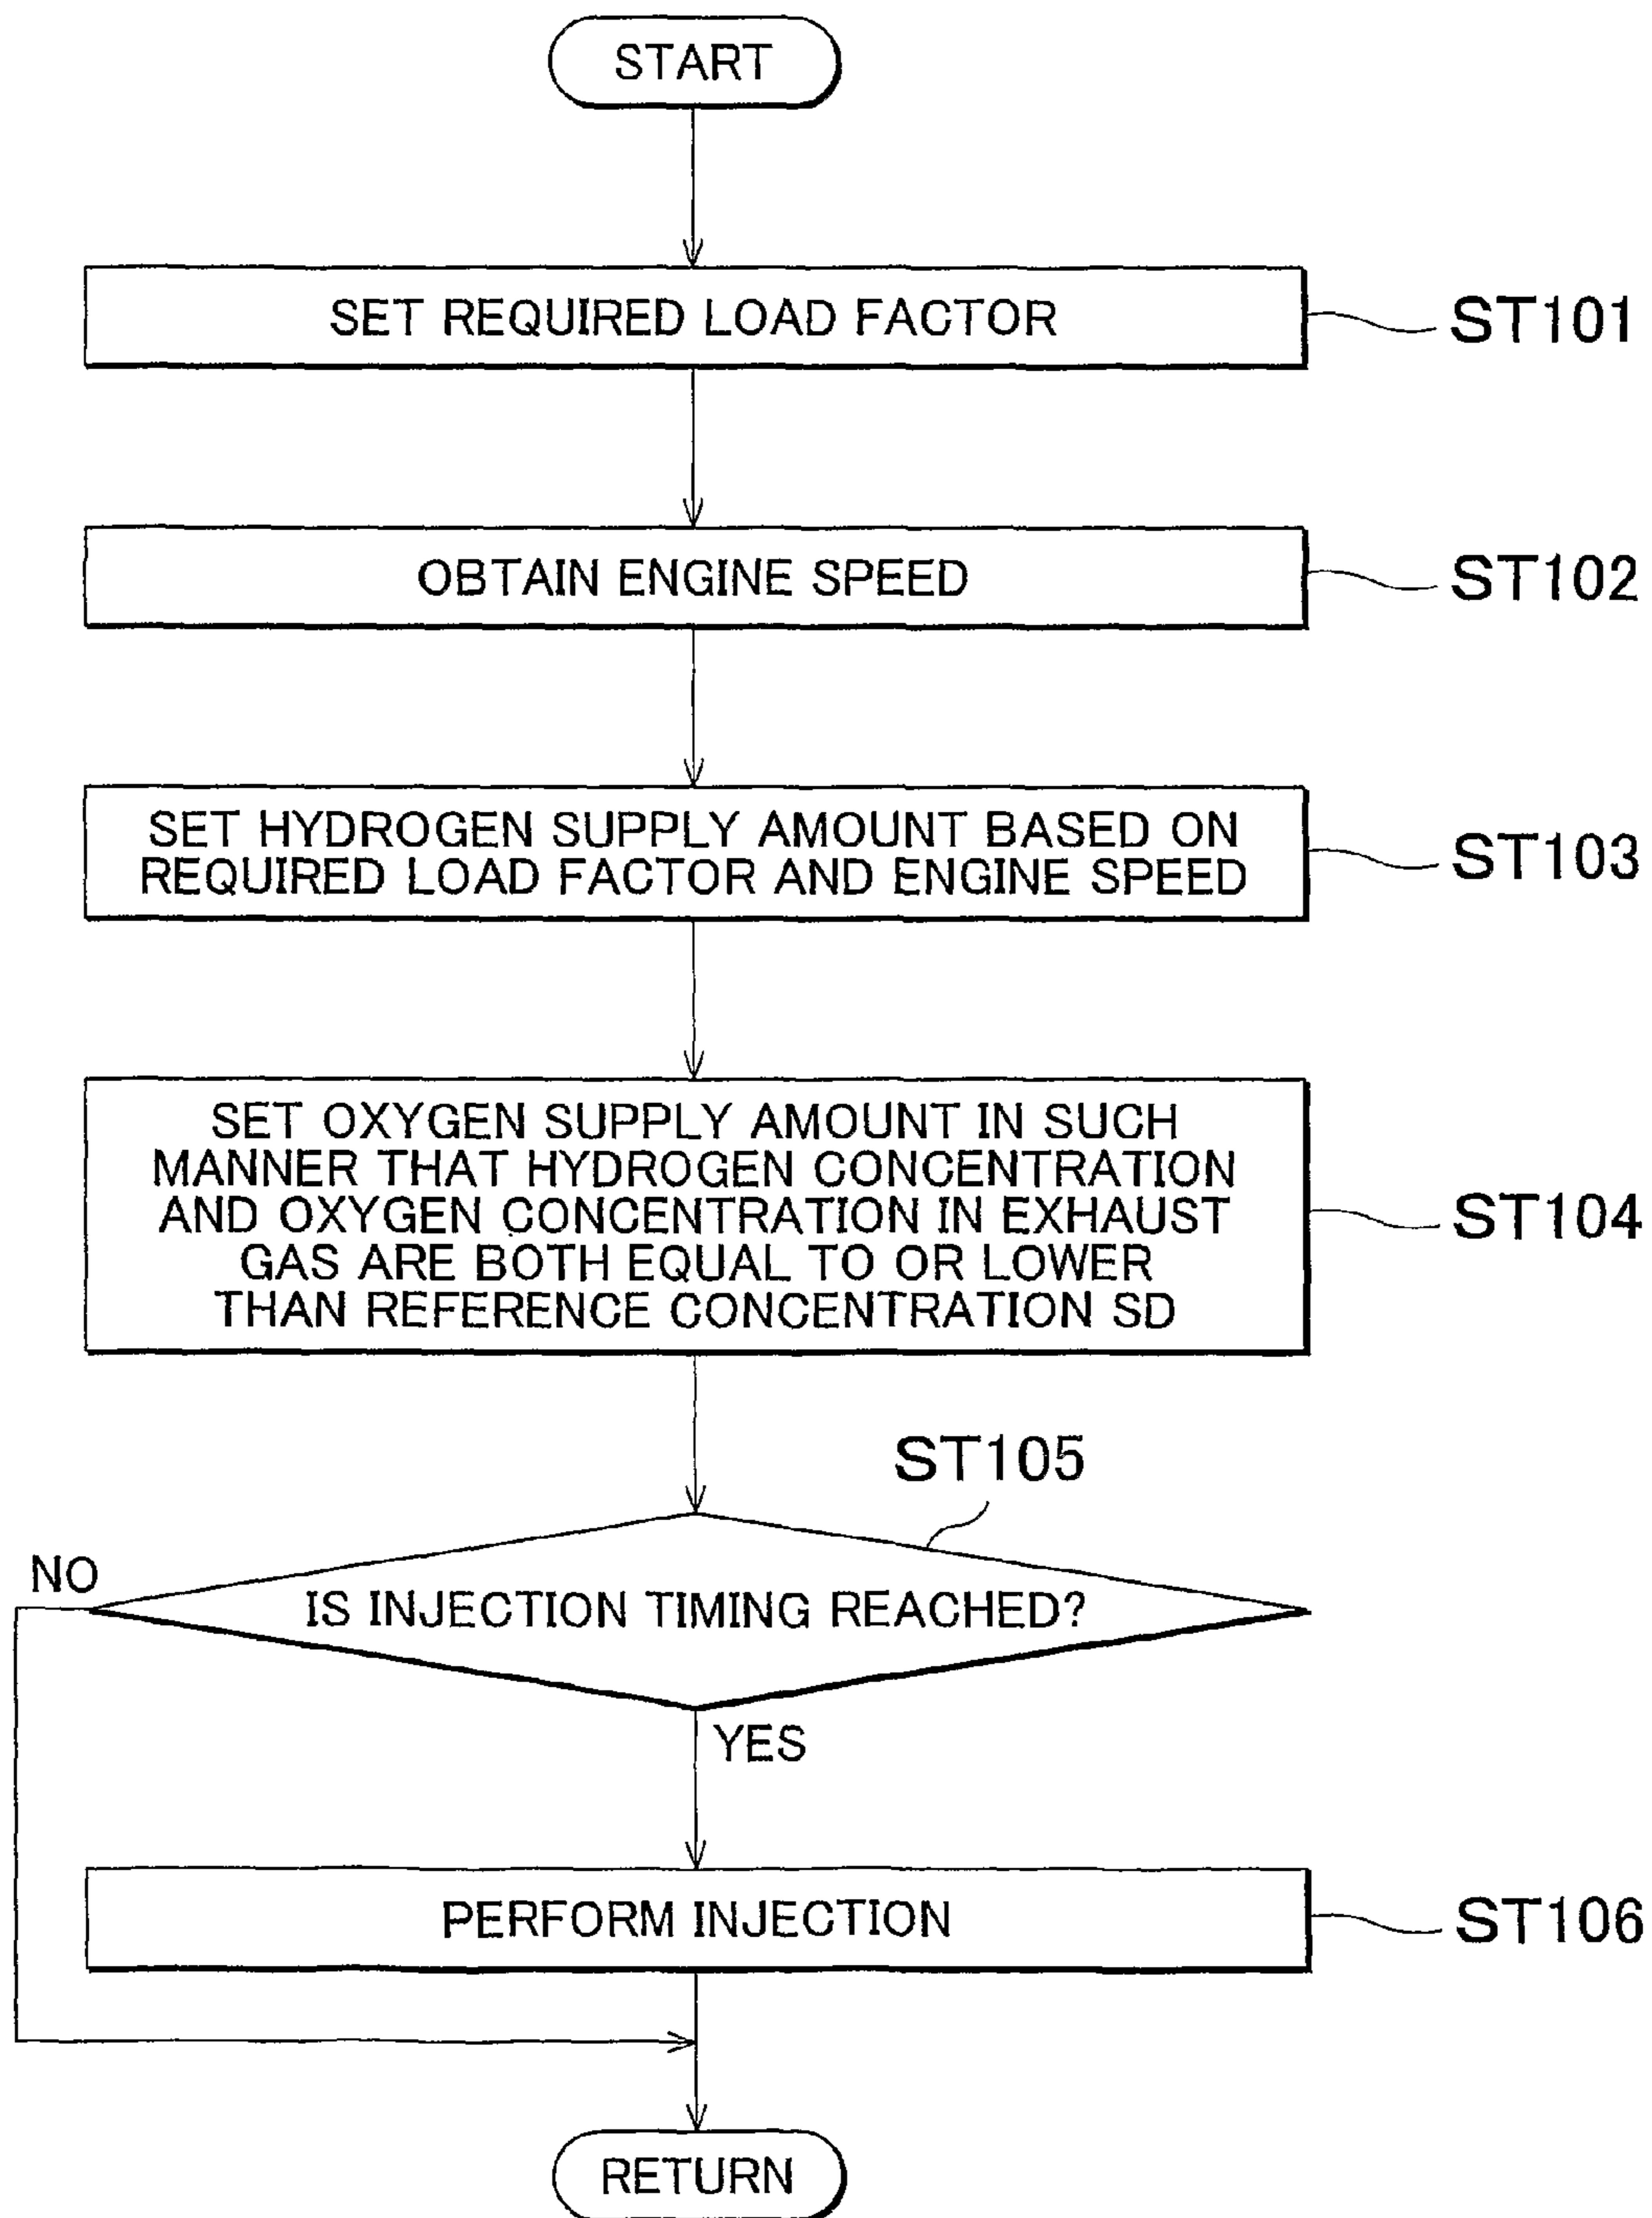 START
SET REQUIRED LOAD FACTOR
ST101
OBTAIN ENGINE SPEED
ST102
SET HYDROGEN SUPPLY AMOUNT BASED ON
REQUIRED LOAD FACTOR AND ENGINE SPEED
ST103
SET OXYGEN SUPPLY AMOUNT IN SUCH
MANNER THAT HYDROGEN CONCENTRATION
AND OXYGEN CONCENTRATION IN EXHAUST
GAS ARE BOTH EQUAL TO OR LOWER
THAN REFERENCE CONCENTRATION SD
ST104
ST105
NO
IS INJECTION TIMING REACHED?
YES
PERFORM INJECTION
ST106
RETURN